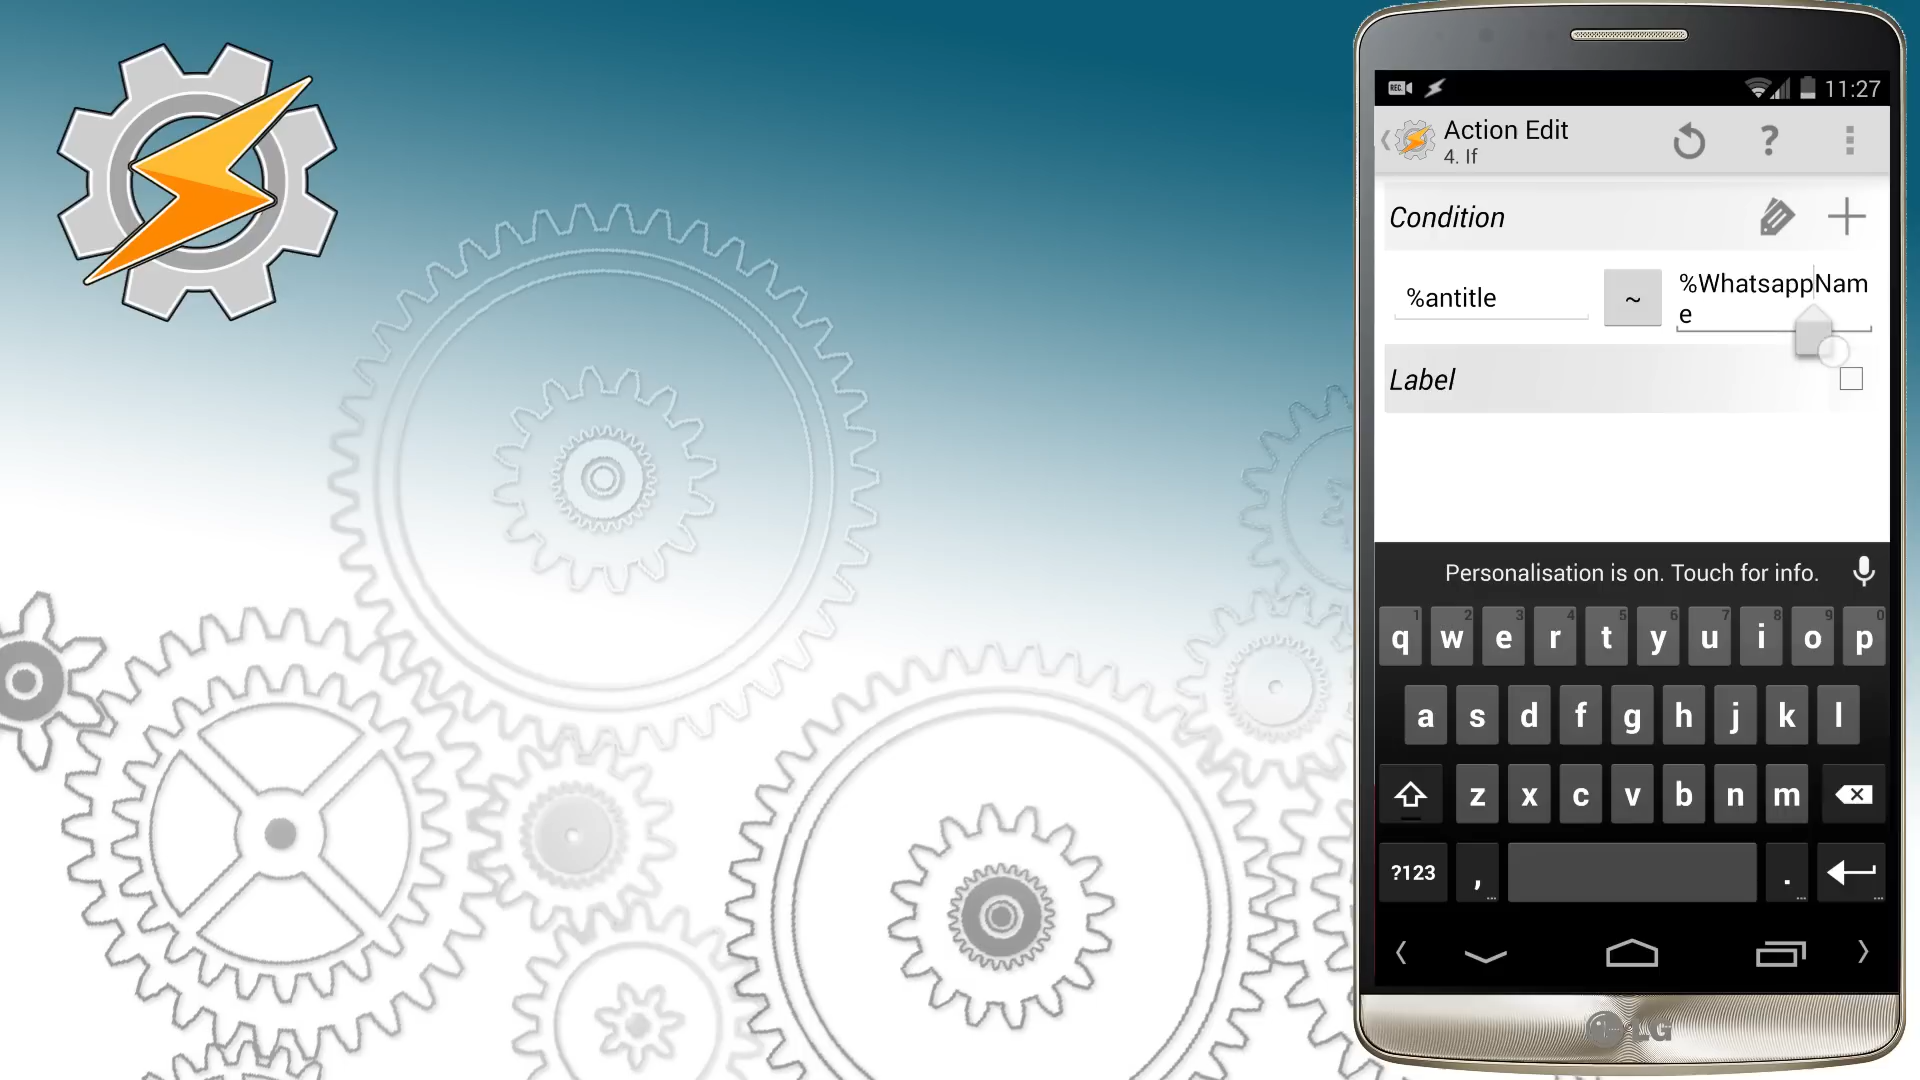 REC
11:27
Action Edit
4. If
?
Condition
%antitle
~
%WhatsappNam
e
Label
Personalisation is on. Touch for info.
1 2 3 4 5 6 7 8 9 0
q w e r t y u i o p
a s d f g h j k l
z x c v b n m
?123 , .
LG